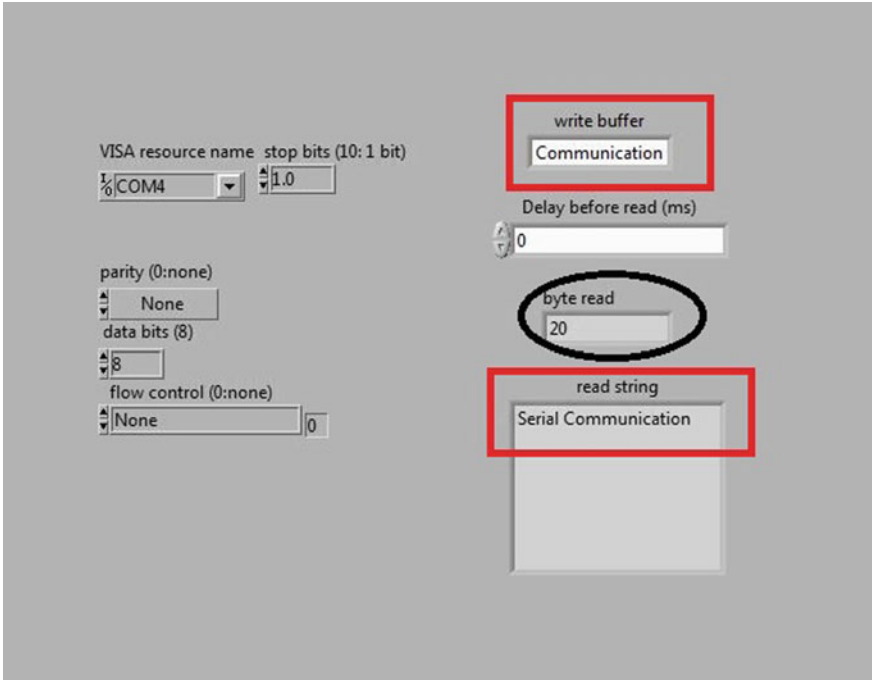 VISA resource name stop bits (10: 1 bit)
I/O COM4 1.0
parity (0:none)
None
data bits (8)
8
flow control (0:none)
None 0
write buffer
Communication
Delay before read (ms)
0
byte read
20
read string
Serial Communication